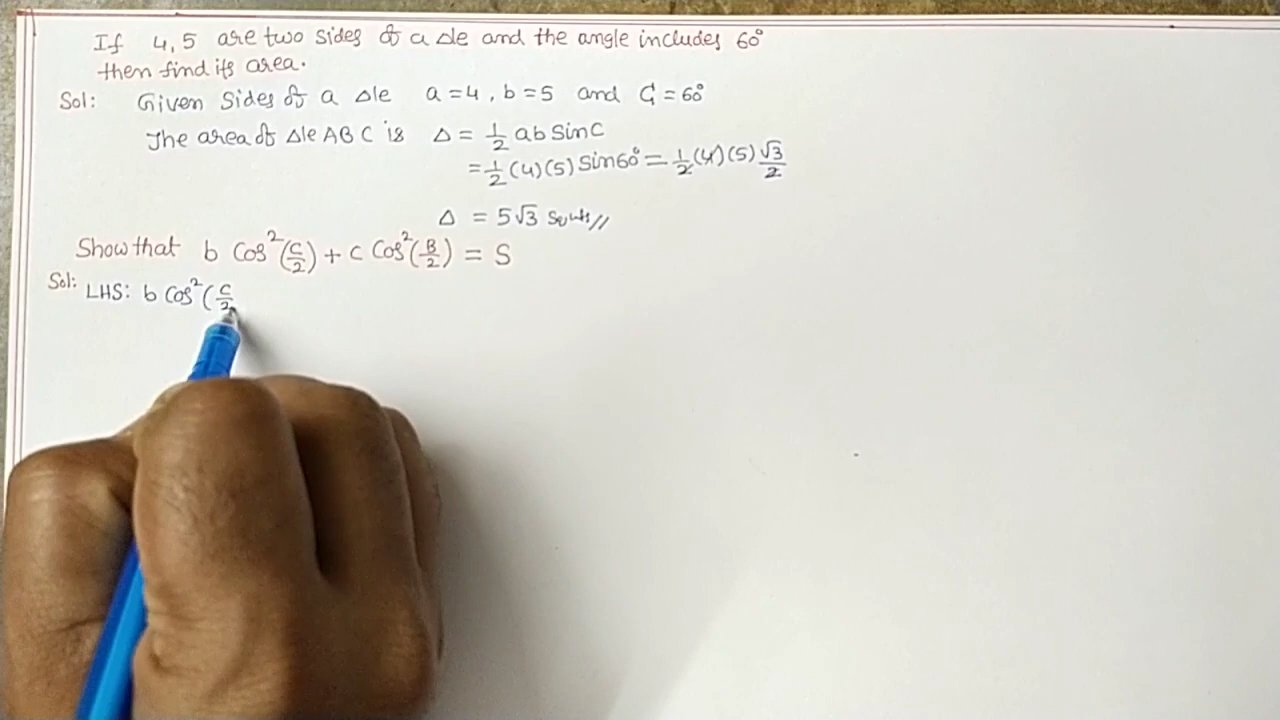 If 4, 5 are two sides of a Δle and the angle includes 60°
then find its area.
Sol: Given sides of a Δle a = 4, b = 5 and C = 60°
The area of Δle ABC is Δ = 1/2 ab Sin C
= 1/2 (4)(5) Sin 60° = 1/2 (4)(5) √3/2
Δ = 5√3
Show that b Cos²(C/2) + c Cos²(B/2) = S
Sol: LHS: b Cos²(C/2